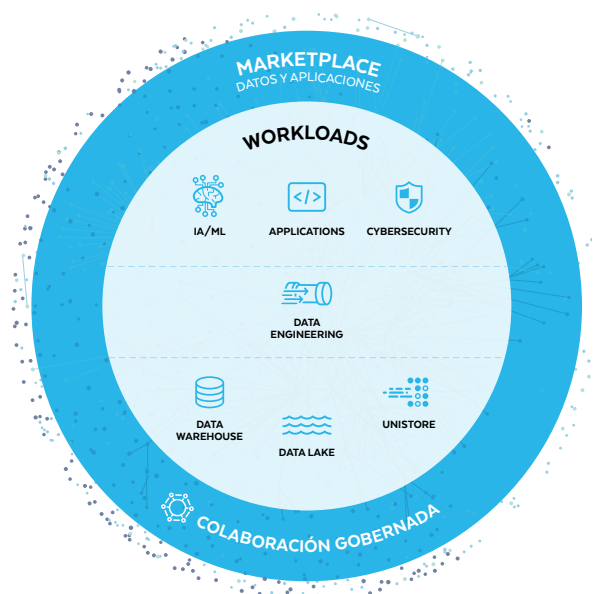 MARKETPLACE
DATOS Y APLICACIONES
WORKLOADS
IA/ML
APPLICATIONS
CYBERSECURITY
DATA
ENGINEERING
DATA
WAREHOUSE
DATA LAKE
UNISTORE
COLABORACIÓN GOBERNADA